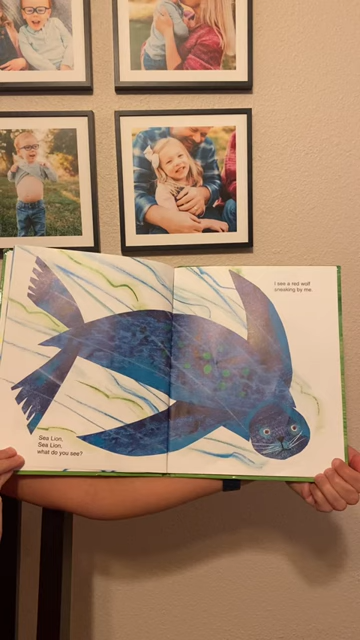 Sea Lion,
Sea Lion,
what do you see?
I see a red wolf
sneaking by me